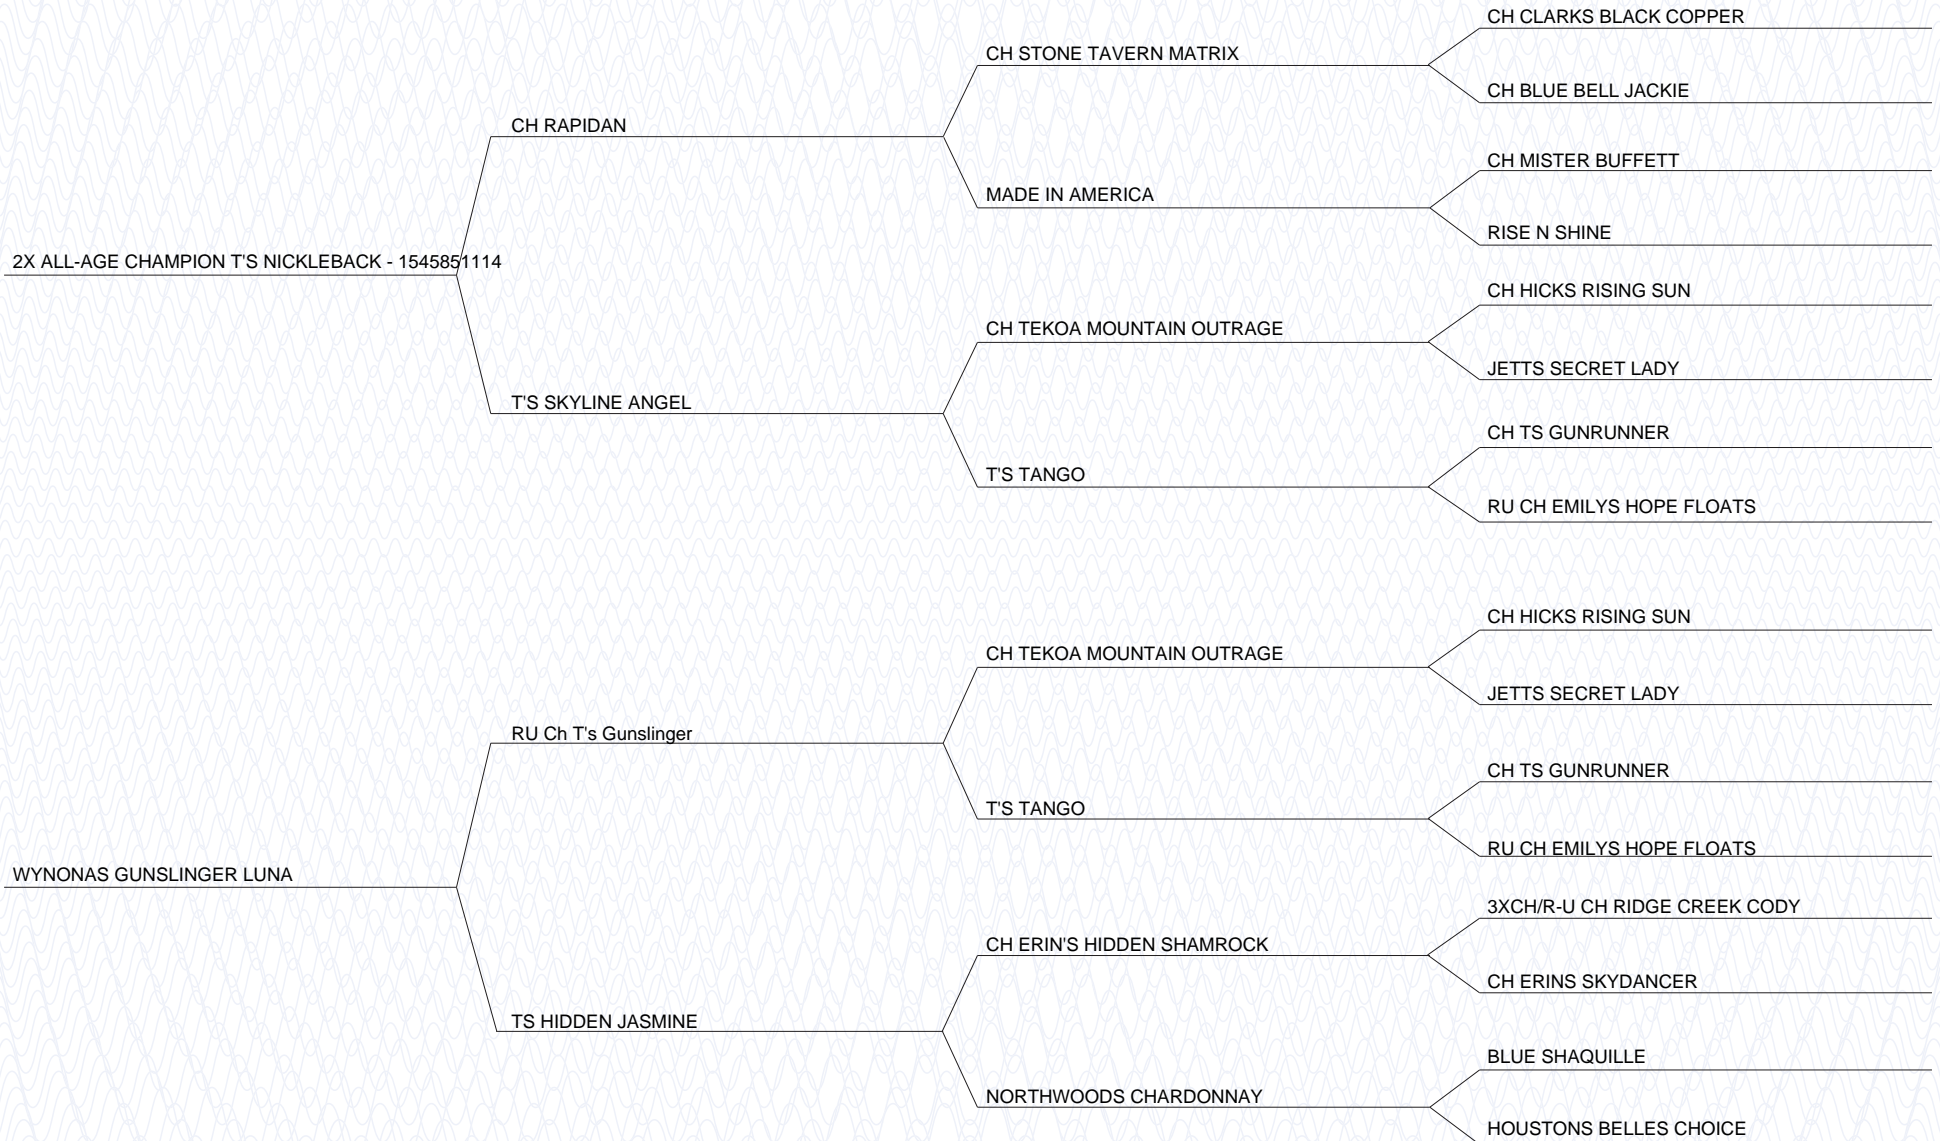 CH CLARKS BLACK COPPER
CH STONE TAVERN MATRIX
CH BLUE BELL JACKIE
CH RAPIDAN
CH MISTER BUFFETT
MADE IN AMERICA
RISE N SHINE
2X ALL-AGE CHAMPION T'S NICKLEBACK - 1545851114
CH HICKS RISING SUN
CH TEKOA MOUNTAIN OUTRAGE
JETTS SECRET LADY
T'S SKYLINE ANGEL
CH TS GUNRUNNER
T'S TANGO
RU CH EMILYS HOPE FLOATS
CH HICKS RISING SUN
CH TEKOA MOUNTAIN OUTRAGE
JETTS SECRET LADY
RU Ch T's Gunslinger
CH TS GUNRUNNER
T'S TANGO
RU CH EMILYS HOPE FLOATS
WYNONAS GUNSLINGER LUNA
3XCH/R-U CH RIDGE CREEK CODY
CH ERIN'S HIDDEN SHAMROCK
CH ERINS SKYDANCER
TS HIDDEN JASMINE
BLUE SHAQUILLE
NORTHWOODS CHARDONNAY
HOUSTONS BELLES CHOICE